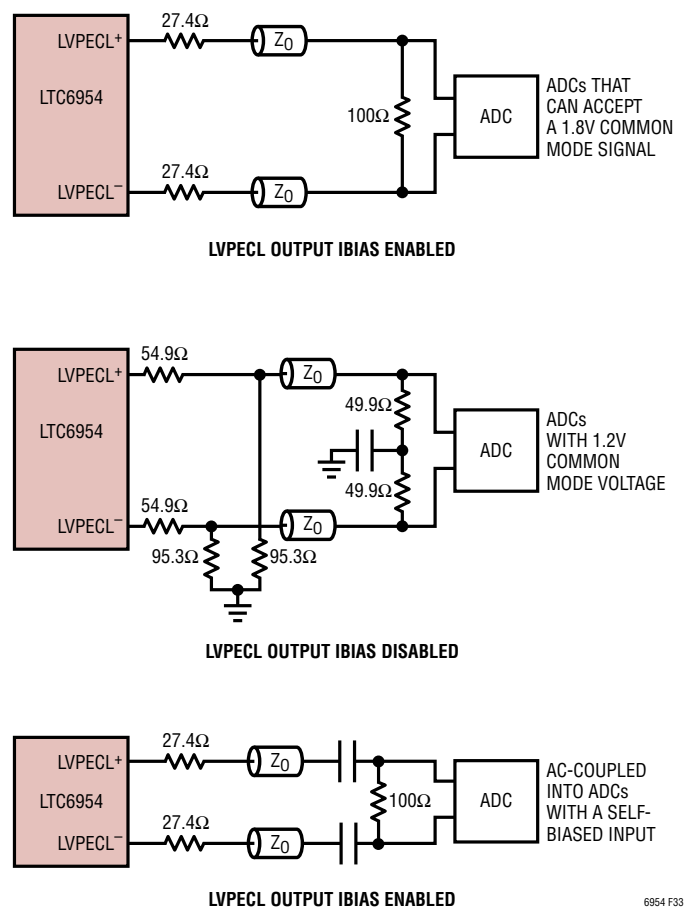 27.4Ω
LVPECL+
Z0
LTC6954
100Ω
ADC
ADCs THAT
CAN ACCEPT
A 1.8V COMMON
MODE SIGNAL
27.4Ω
LVPECL–
Z0
LVPECL OUTPUT IBIAS ENABLED
54.9Ω
LVPECL+
Z0
LTC6954
49.9Ω
49.9Ω
ADC
ADCs
WITH 1.2V
COMMON
MODE VOLTAGE
54.9Ω
LVPECL–
Z0
95.3Ω
95.3Ω
LVPECL OUTPUT IBIAS DISABLED
27.4Ω
LVPECL+
Z0
LTC6954
100Ω
ADC
AC-COUPLED
INTO ADCs
WITH A SELF-
BIASED INPUT
27.4Ω
LVPECL–
Z0
LVPECL OUTPUT IBIAS ENABLED
6954 F33